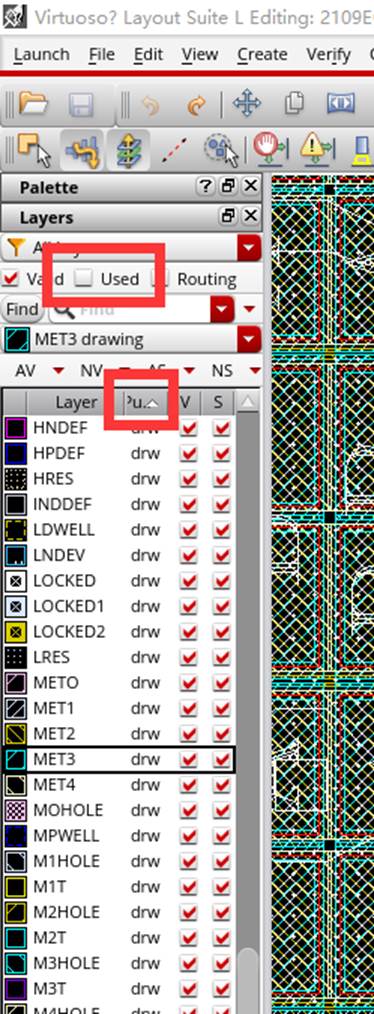 Virtuoso? Layout Suite L Editing: 2109E
Launch File Edit View Create Verify
Palette
Layers
Valid Used Routing
Find Find
MET3 drawing
AV NV AS NS
Layer Pu... V S
HNDEF drw
HPDEF drw
HRES drw
INDDEF drw
LDWELL drw
LNDEV drw
LOCKED drw
LOCKED1 drw
LOCKED2 drw
LRES drw
METO drw
MET1 drw
MET2 drw
MET3 drw
MET4 drw
MOHOLE drw
MPWELL drw
M1HOLE drw
M1T drw
M2HOLE drw
M2T drw
M3HOLE drw
M3T drw
M4HOLE drw